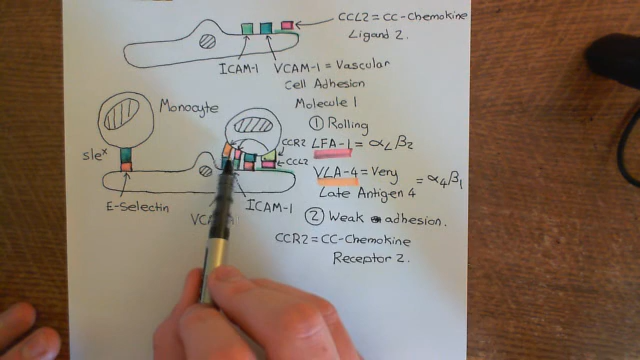 CCL2 = CC-Chemokine
Ligand 2.
ICAM-1
VCAM-1 = Vascular
Cell Adhesion
Molecule 1
Monocyte
① Rolling
sleˣ
CCR2
CCL2
LFA-1 = αLβ2
VLA-4 = Very
Late Antigen 4
= α4β1
E-Selectin
ICAM-1
② Weak adhesion.
CCR2 = CC-Chemokine
Receptor 2.